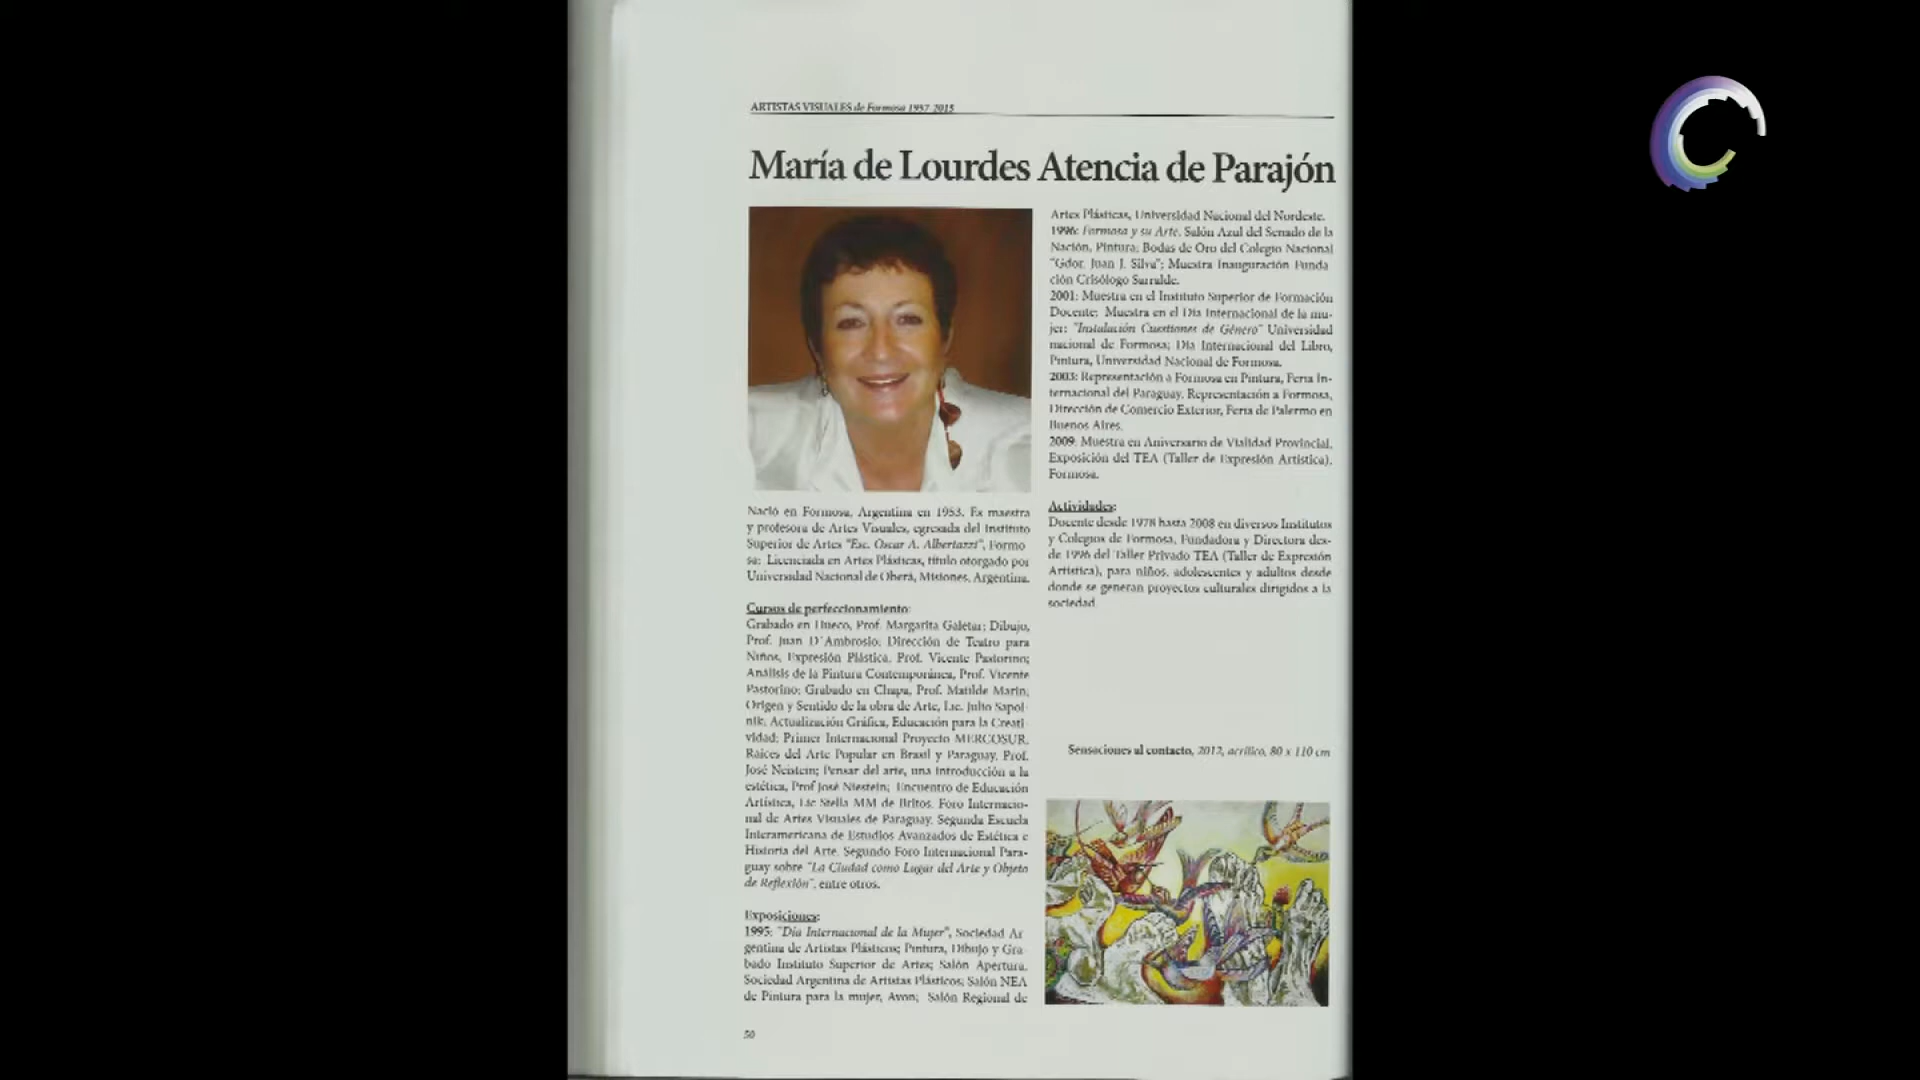 ARTISTAS VISUALES de Formosa 1957-2015
María de Lourdes Atencia de Parajón
Nació en Formosa, Argentina en 1953. Es maestra
y profesora de Artes Visuales, egresada del Instituto
Superior de Artes "Esc. Oscar A. Albertazzi", Formo
sa: Licenciada en Artes Plásticas, título otorgado por
Universidad Nacional de Oberá, Misiones, Argentina.
Cursos de perfeccionamiento:
Grabado en Hueco, Prof. Margarita Galetar; Dibujo,
Prof. Juan D´Ambrosio; Dirección de Teatro para
Niños, Expresión Plástica, Prof. Vicente Pastorino;
Análisis de la Pintura Contemporánea, Prof. Vicente
Pastorino; Grabado en Chapa, Prof. Matilde Marin,
Origen y Sentido de la obra de Arte, Lic. Julio Sapol-
nik, Actualización Gráfica, Educación para la Creati-
vidad; Primer Internacional Proyecto MERCOSUR,
Raíces del Arte Popular en Brasil y Paraguay, Prof.
José Neistein; Pensar del arte, una introducción a la
estética, Prof José Niestein; Encuentro de Educación
Artística, Lic Stella MM de Britos, Foro Internacio-
nal de Artes Visuales de Paraguay. Segunda Escuela
Interamericana de Estudios Avanzados de Estética e
Historia del Arte. Segundo Foro Internacional Para-
guay sobre "La Ciudad como Lugar del Arte y Objeto
de Reflexión", entre otros.
Exposiciones:
1995: "Día Internacional de la Mujer", Sociedad Ar
gentina de Artistas Plásticos; Pintura, Dibujo y Gra
bado Instituto Superior de Artes; Salón Apertura,
Sociedad Argentina de Artistas Plásticos; Salón NEA
de Pintura para la mujer, Avon; Salón Regional de
Artes Plásticas, Universidad Nacional del Nordeste.
1996: Formosa y su Arte, Salón Azul del Senado de la
Nación, Pintura; Bodas de Oro del Colegio Nacional
"Gdor. Juan J. Silva"; Muestra Inauguración Funda
ción Crisólogo Sarralde.
2001: Muestra en el Instituto Superior de Formación
Docente; Muestra en el Día Internacional de la mu-
jer: "Instalación Cuestiones de Género" Universidad
nacional de Formosa; Día Internacional del Libro,
Pintura, Universidad Nacional de Formosa.
2003: Representación a Formosa en Pintura, Feria In-
ternacional del Paraguay. Representación a Formosa,
Dirección de Comercio Exterior, Feria de Palermo en
Buenos Aires.
2009: Muestra en Aniversario de Vialidad Provincial,
Exposición del TEA (Taller de Expresión Artística),
Formosa.
Actividades:
Docente desde 1978 hasta 2008 en diversos Institutos
y Colegios de Formosa, Fundadora y Directora des-
de 1996 del Taller Privado TEA (Taller de Expresión
Artística), para niños, adolescentes y adultos desde
donde se generan proyectos culturales dirigidos a la
sociedad
Sensaciones al contacto, 2012, acrílico, 80 x 110 cm
50